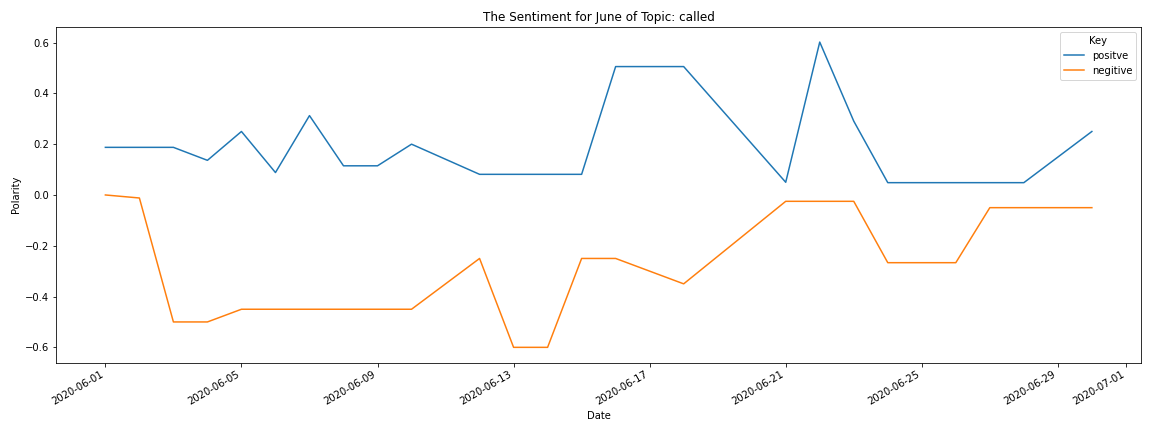 The Sentiment for June of Topic: called
Key
positve
negitive
0.6
0.4
0.2
0.0
−0.2
−0.4
−0.6
Polarity
2020-06-01
2020-06-05
2020-06-09
2020-06-13
2020-06-17
2020-06-21
2020-06-25
2020-06-29
2020-07-01
Date